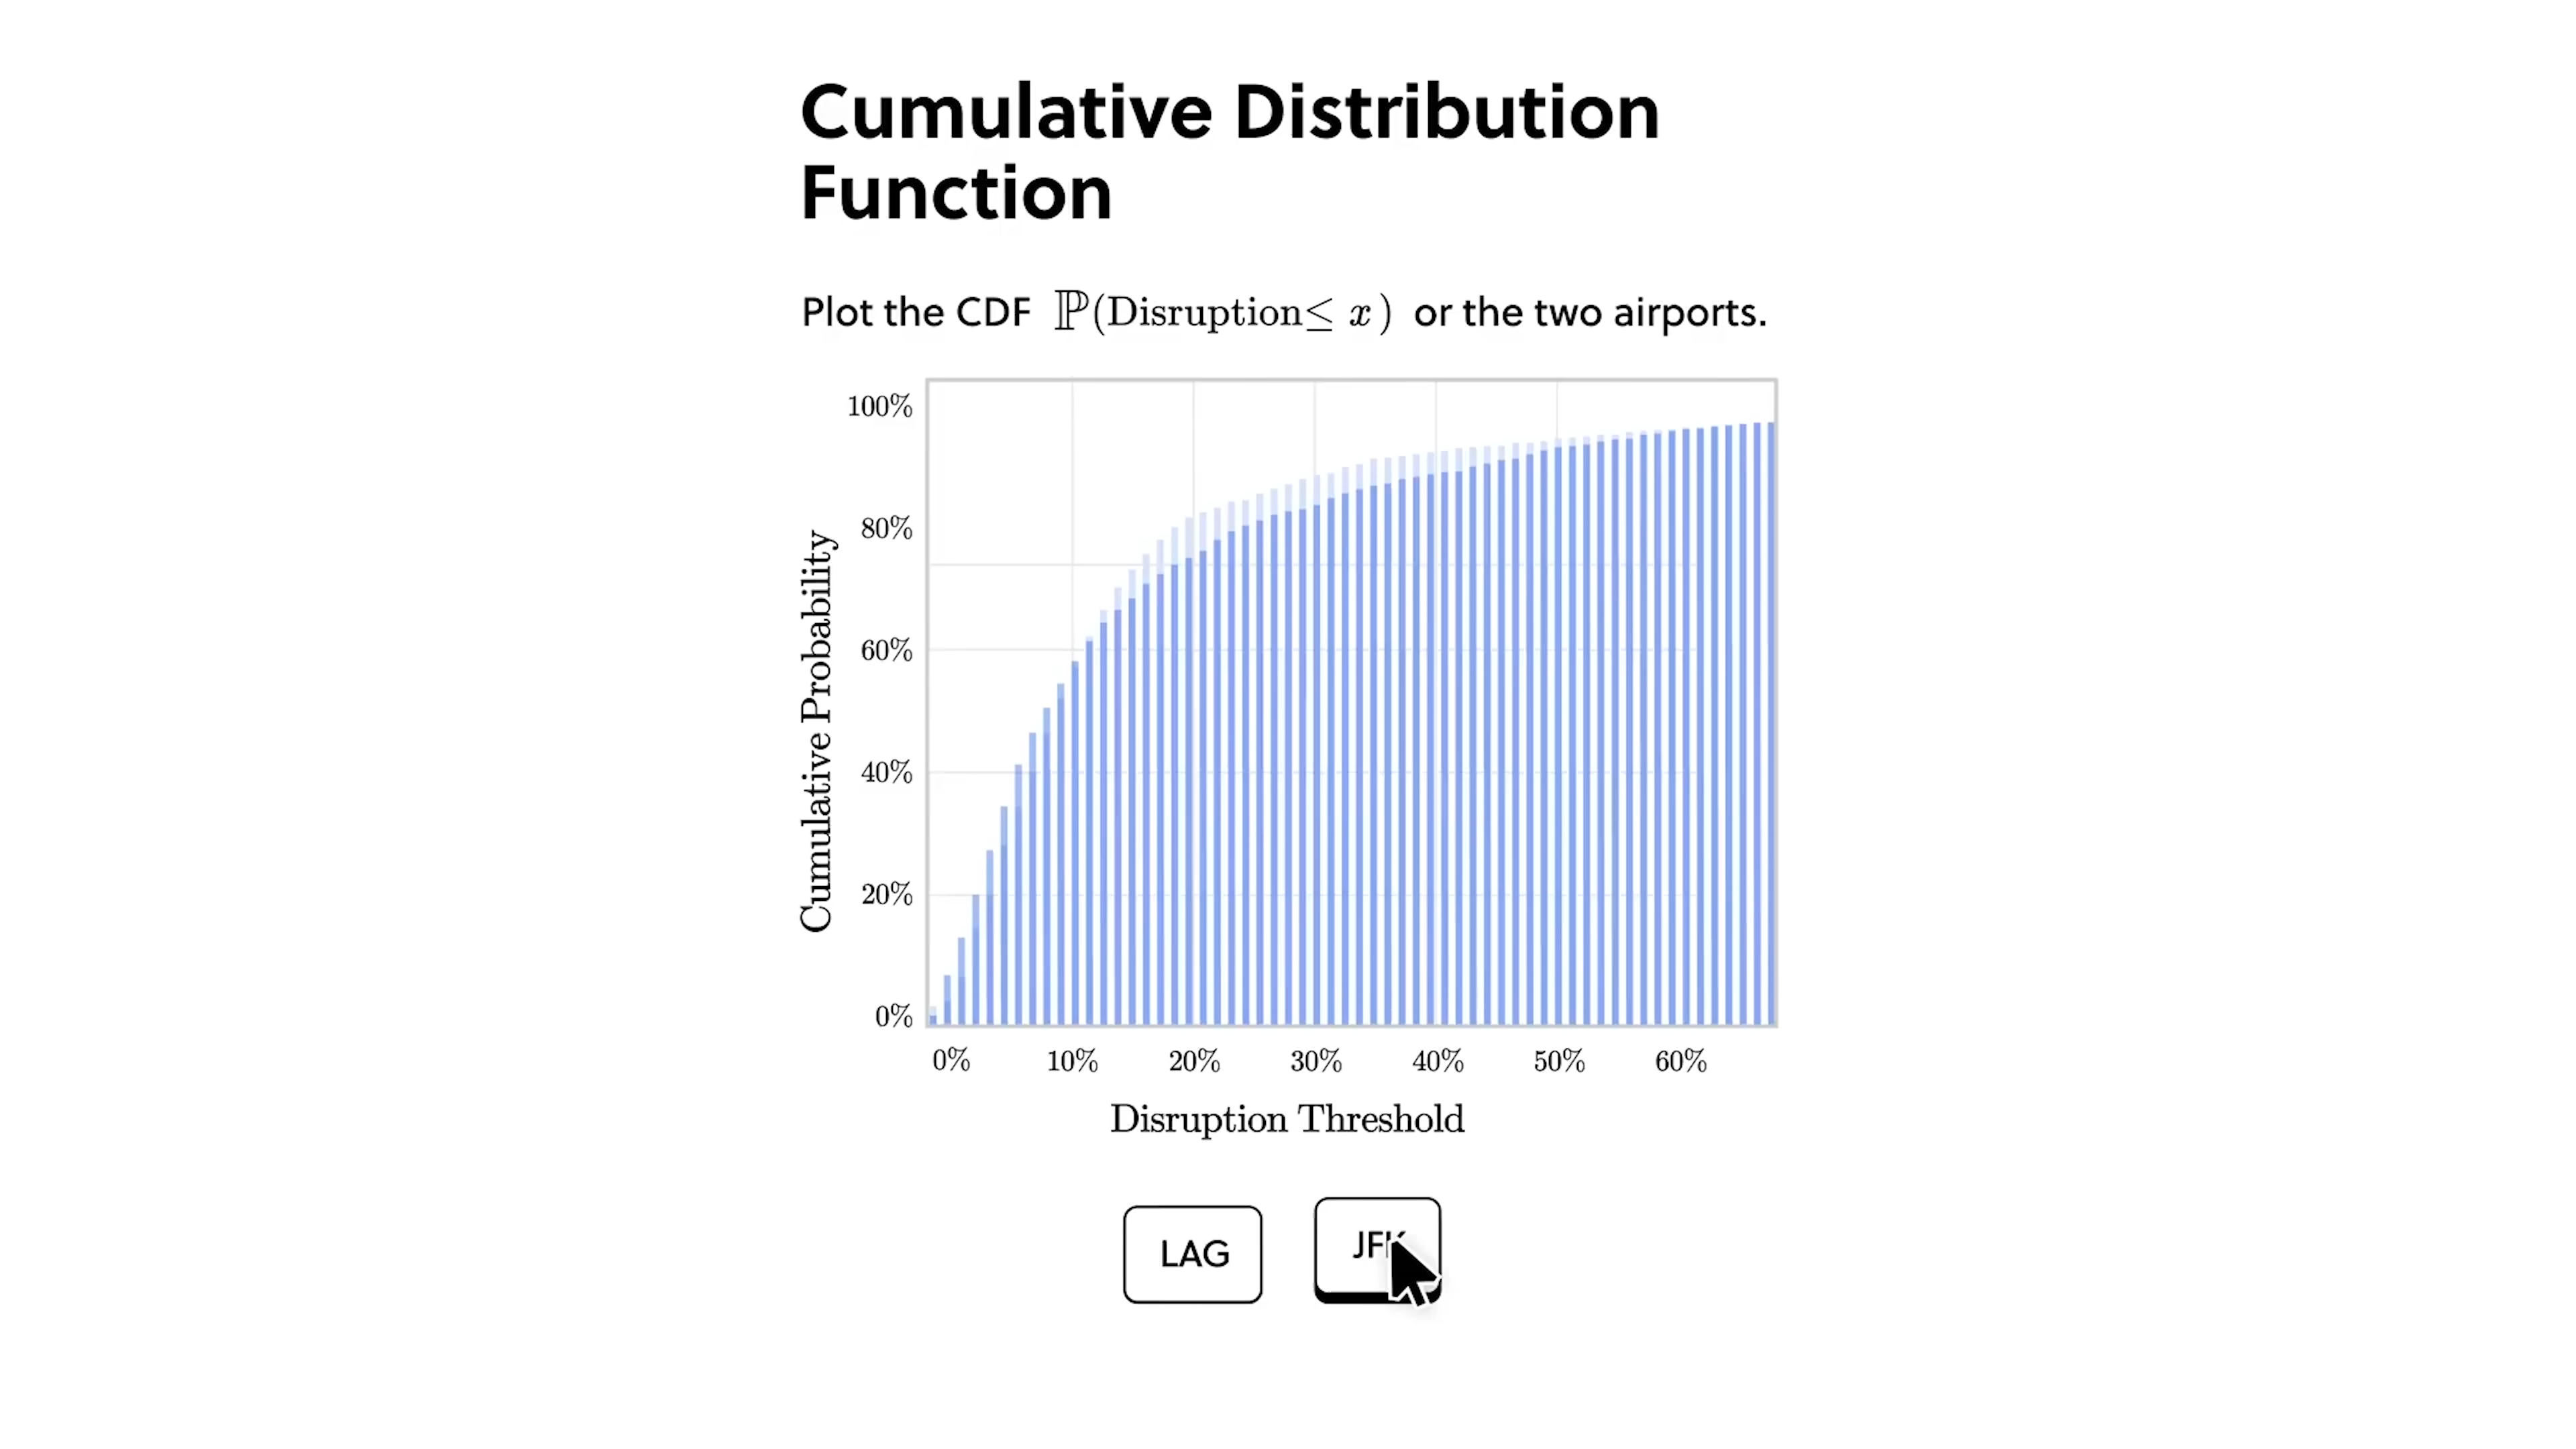 Cumulative Distribution
Function
Plot the CDF ℙ(Disruption≤ x) or the two airports.
100%
80%
60%
40%
20%
0%
Cumulative Probability
0% 10% 20% 30% 40% 50% 60%
Disruption Threshold
LAG
JFK